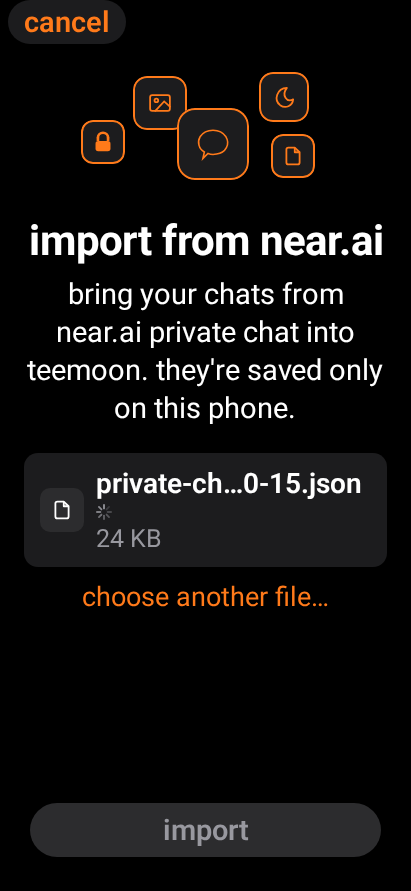 cancel
import from near.ai
bring your chats from
near.ai private chat into
teemoon. they're saved only
on this phone.
private-ch…0-15.json
24 KB
choose another file…
import